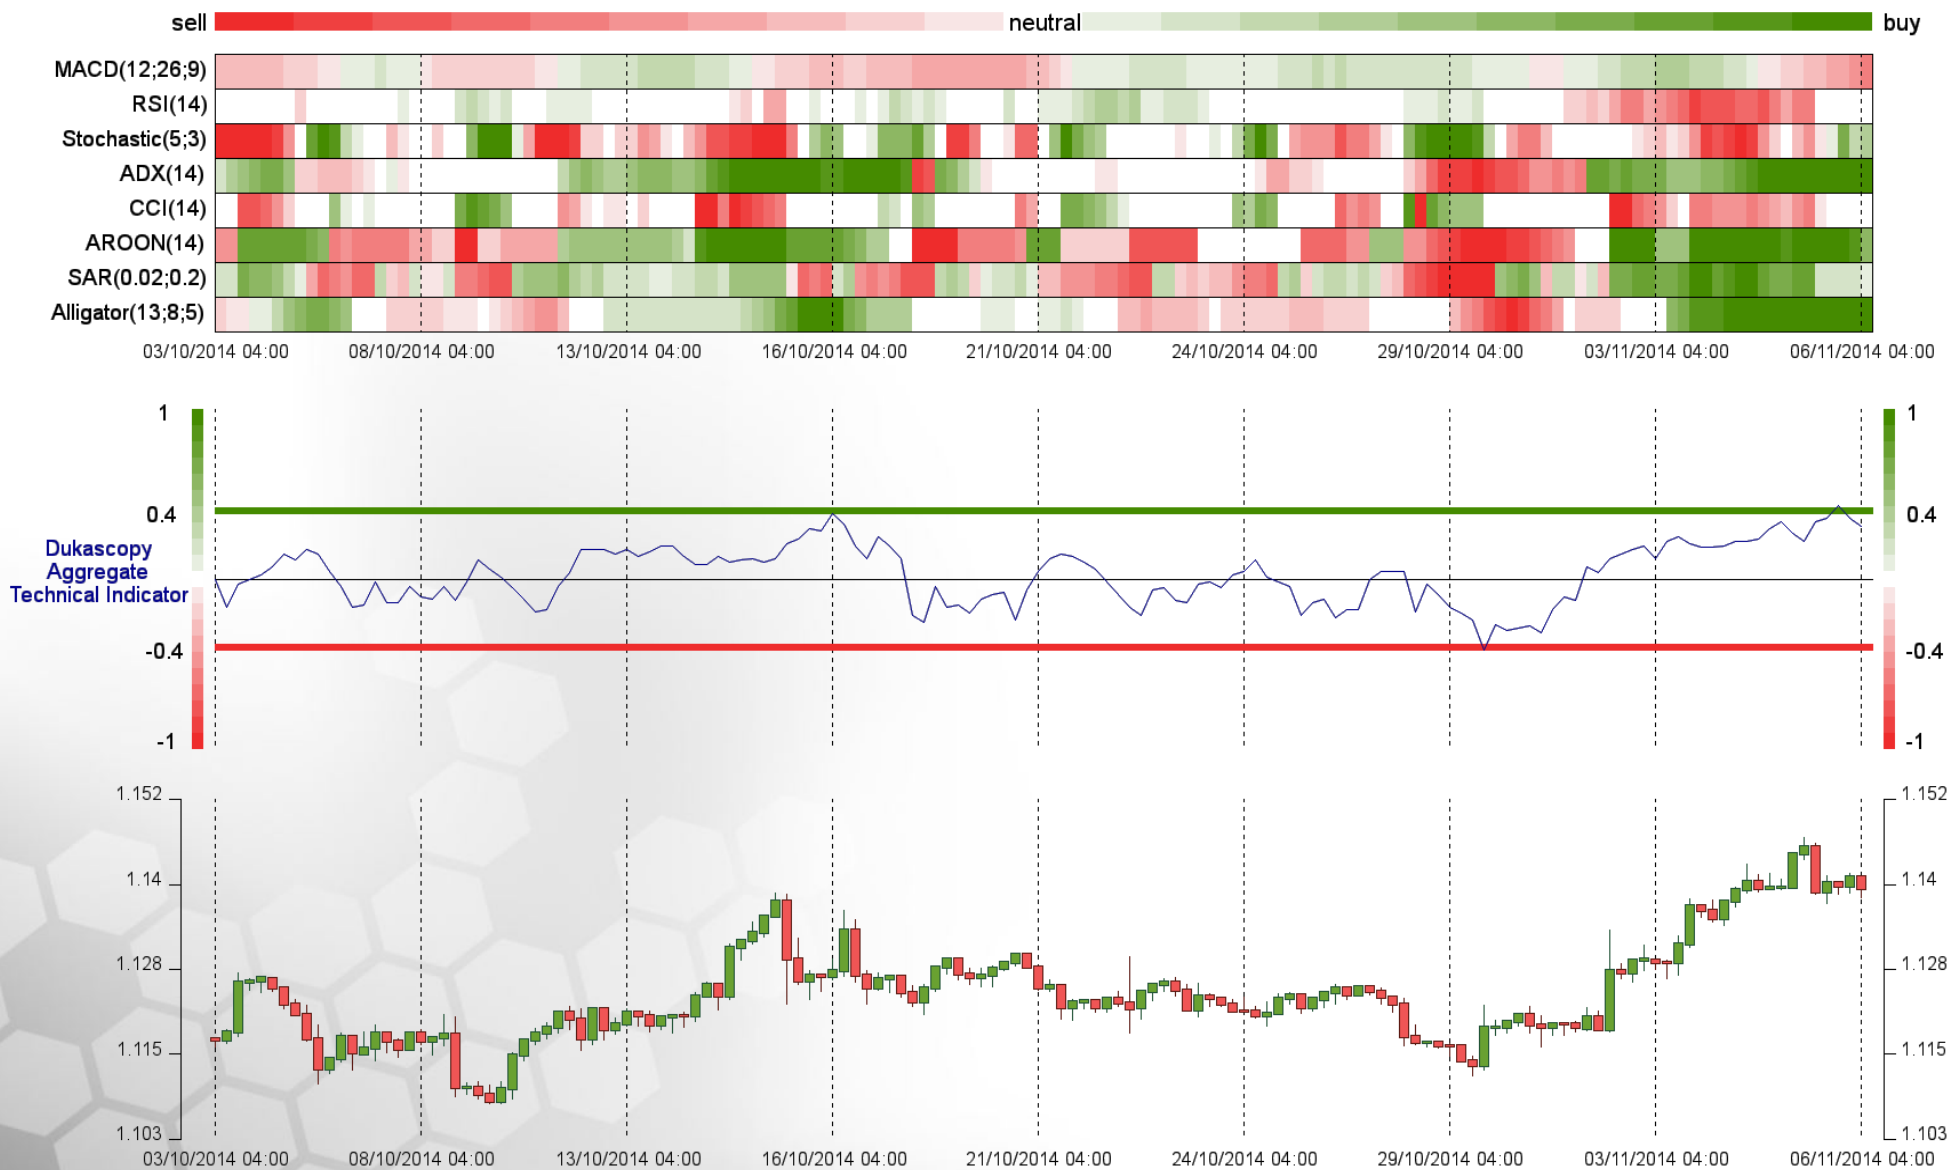 sell neutral buy
MACD(12;26;9)
RSI(14)
Stochastic(5;3)
ADX(14)
CCI(14)
AROON(14)
SAR(0.02;0.2)
Alligator(13;8;5)
03/10/2014 04:00 08/10/2014 04:00 13/10/2014 04:00 16/10/2014 04:00 21/10/2014 04:00 24/10/2014 04:00 29/10/2014 04:00 03/11/2014 04:00 06/11/2014 04:00
1 1
0.4 0.4
Dukascopy
Aggregate
Technical Indicator
-0.4 -0.4
-1 -1
1.152 1.152
1.14 1.14
1.128 1.128
1.115 1.115
1.103 1.103
03/10/2014 04:00 08/10/2014 04:00 13/10/2014 04:00 16/10/2014 04:00 21/10/2014 04:00 24/10/2014 04:00 29/10/2014 04:00 03/11/2014 04:00 06/11/2014 04:00